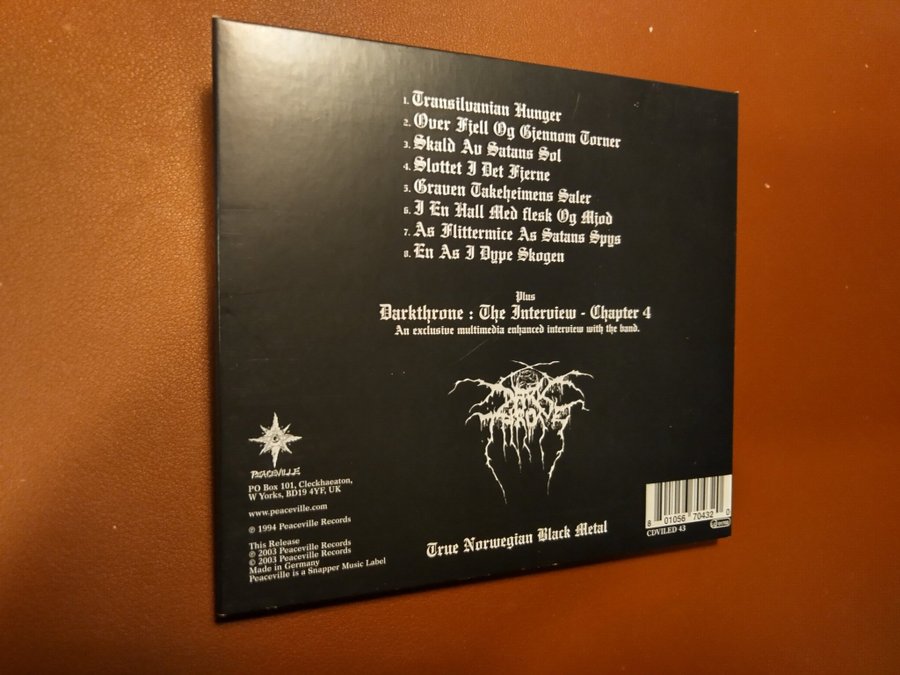 1. Transilvanian Hunger
2. Over Fjell Og Gjennom Torner
3. Skald Av Satans Sol
4. Slottet I Det Fjerne
5. Graven Takeheimens Saler
6. I En Hall Med flesk Og Mjod
7. As Flittermice As Satans Spys
8. En As I Dype Skogen
Plus
Darkthrone : The Interview - Chapter 4
An exclusive multimedia enhanced interview with the band.
DARK
THRONE
PEACEVILLE
PO Box 101, Cleckhaeaton,
W Yorks, BD19 4YF, UK
www.peaceville.com
℗ 1994 Peaceville Records
This Release
℗ 2003 Peaceville Records
© 2003 Peaceville Records
Made in Germany
Peaceville is a Snapper Music Label
True Norwegian Black Metal
8 01056 70432 0
CDVILED 43